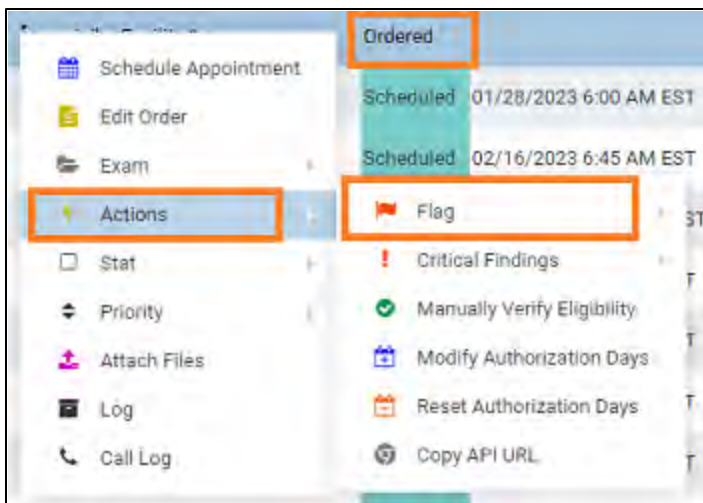 Ordered
Schedule Appointment
Scheduled 01/28/2023 6:00 AM EST
Edit Order
Exam
Scheduled 02/16/2023 6:45 AM EST
Actions
Flag
Stat
Critical Findings
Priority
Manually Verify Eligibility
Attach Files
Modify Authorization Days
Log
Reset Authorization Days
Call Log
Copy API URL